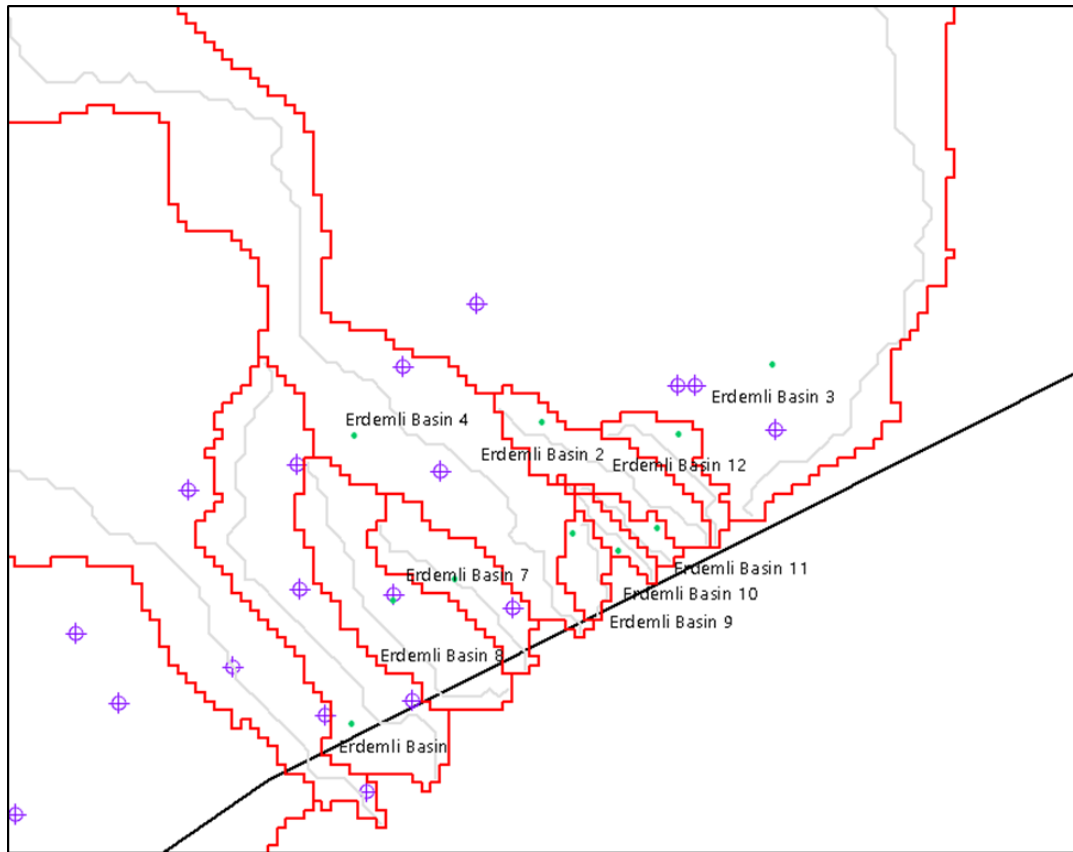 Erdemli Basin 3
Erdemli Basin 4
Erdemli Basin 2
Erdemli Basin 12
Erdemli Basin 11
Erdemli Basin 7
Erdemli Basin 10
Erdemli Basin 9
Erdemli Basin 8
Erdemli Basin